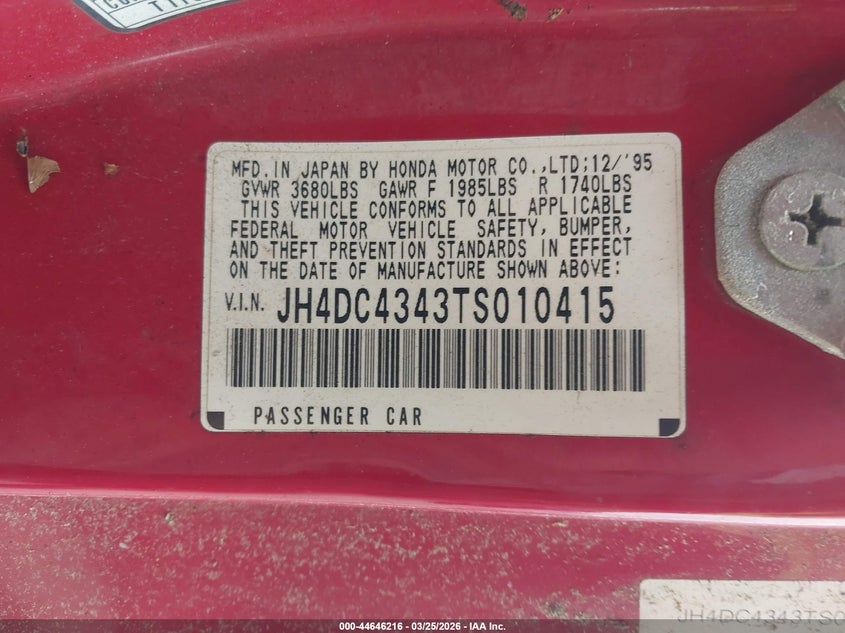 MFD.IN JAPAN BY HONDA MOTOR CO.,LTD;12/'95
GVWR 3680LBS GAWR F 1985LBS R 1740LBS
THIS VEHICLE CONFORMS TO ALL APPLICABLE
FEDERAL MOTOR VEHICLE SAFETY, BUMPER,
AND THEFT PREVENTION STANDARDS IN EFFECT
ON THE DATE OF MANUFACTURE SHOWN ABOVE:
V.I.N. JH4DC4343TS010415
PASSENGER CAR
JH4DC4343TS0
000-44646216 - 03/25/2026 - IAA Inc.